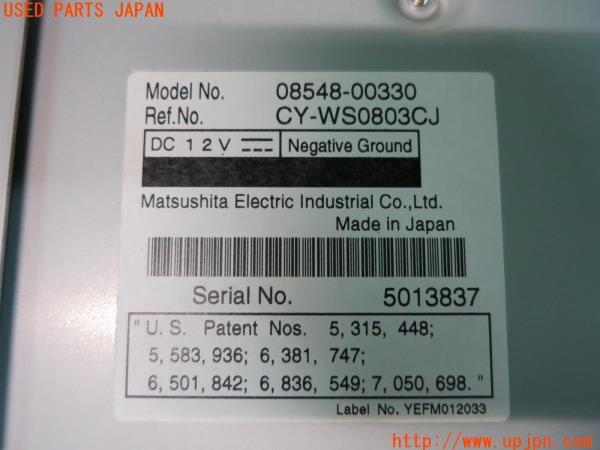 USED PARTS JAPAN
Model No. 08548-00330
Ref.No. CY-WS0803CJ
DC 12V Negative Ground
Matsushita Electric Industrial Co.,Ltd.
Made in Japan
Serial No. 5013837
"U.S. Patent Nos. 5,315,448;
5,583,936; 6,381,747;
6,501,842; 6,836,549; 7,050,698."
Label No. YEFM012033
http://www.upjpn.com